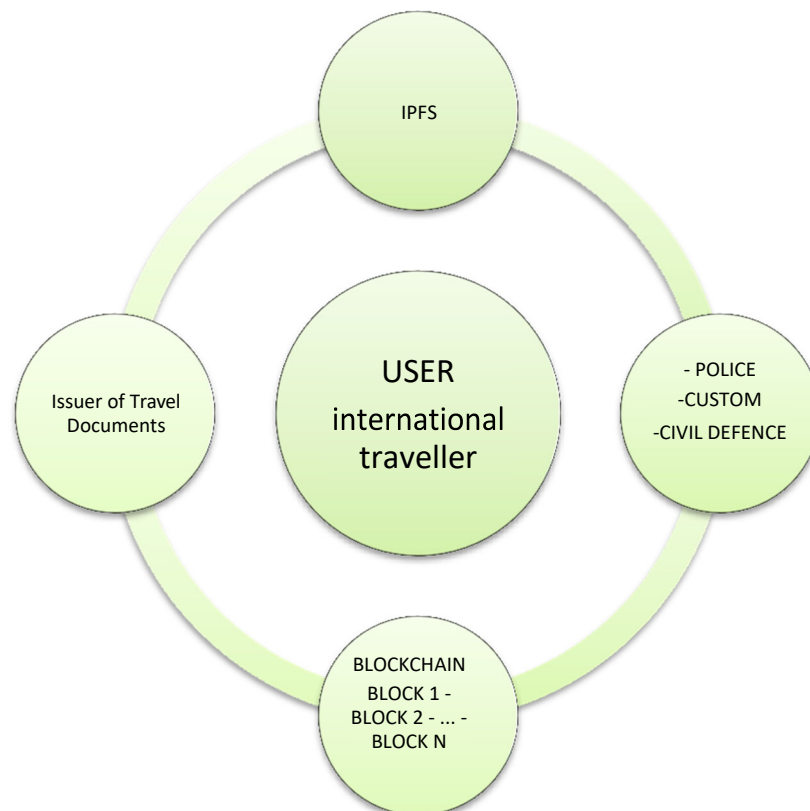 IPFS
Issuer of Travel
Documents
USER
international
traveller
- POLICE
-CUSTOM
-CIVIL DEFENCE
BLOCKCHAIN
BLOCK 1 -
BLOCK 2 - ... -
BLOCK N